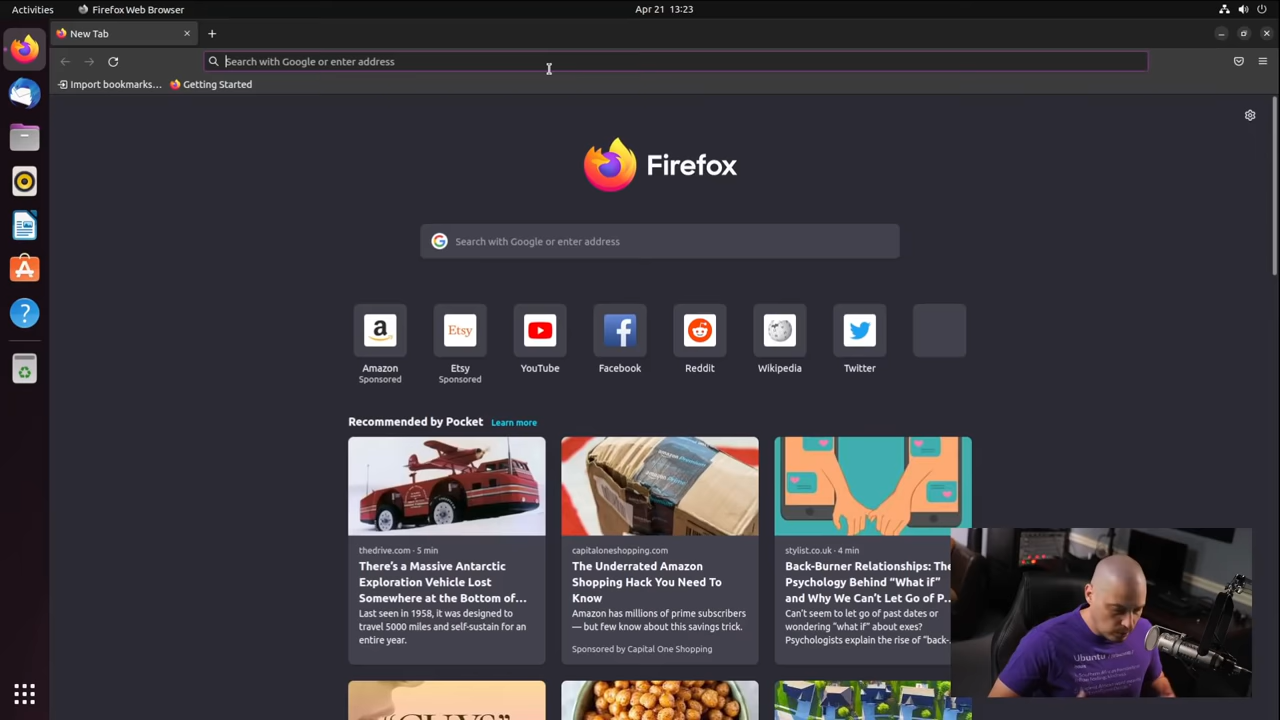 Activities
Firefox Web Browser
Apr 21 13:23
New Tab
Search with Google or enter address
Import bookmarks…
Getting Started
Firefox
Search with Google or enter address
a
Etsy
Amazon
Sponsored
Etsy
Sponsored
YouTube
Facebook
Reddit
Wikipedia
Twitter
Recommended by Pocket Learn more
thedrive.com · 5 min
There's a Massive Antarctic
Exploration Vehicle Lost
Somewhere at the Bottom of…
Last seen in 1958, it was designed to
travel 5000 miles and self-sustain for an
entire year.
capitaloneshopping.com
The Underrated Amazon
Shopping Hack You Need To
Know
Amazon has millions of prime subscribers
— but few know about this savings trick.
Sponsored by Capital One Shopping
stylist.co.uk · 4 min
Back-Burner Relationships: The
Psychology Behind “What if”
and Why We Can't Let Go of P
Can't seem to let go of past dates or
wondering “what if” about exes?
Psychologists explain the rise of “back-
Ubuntu